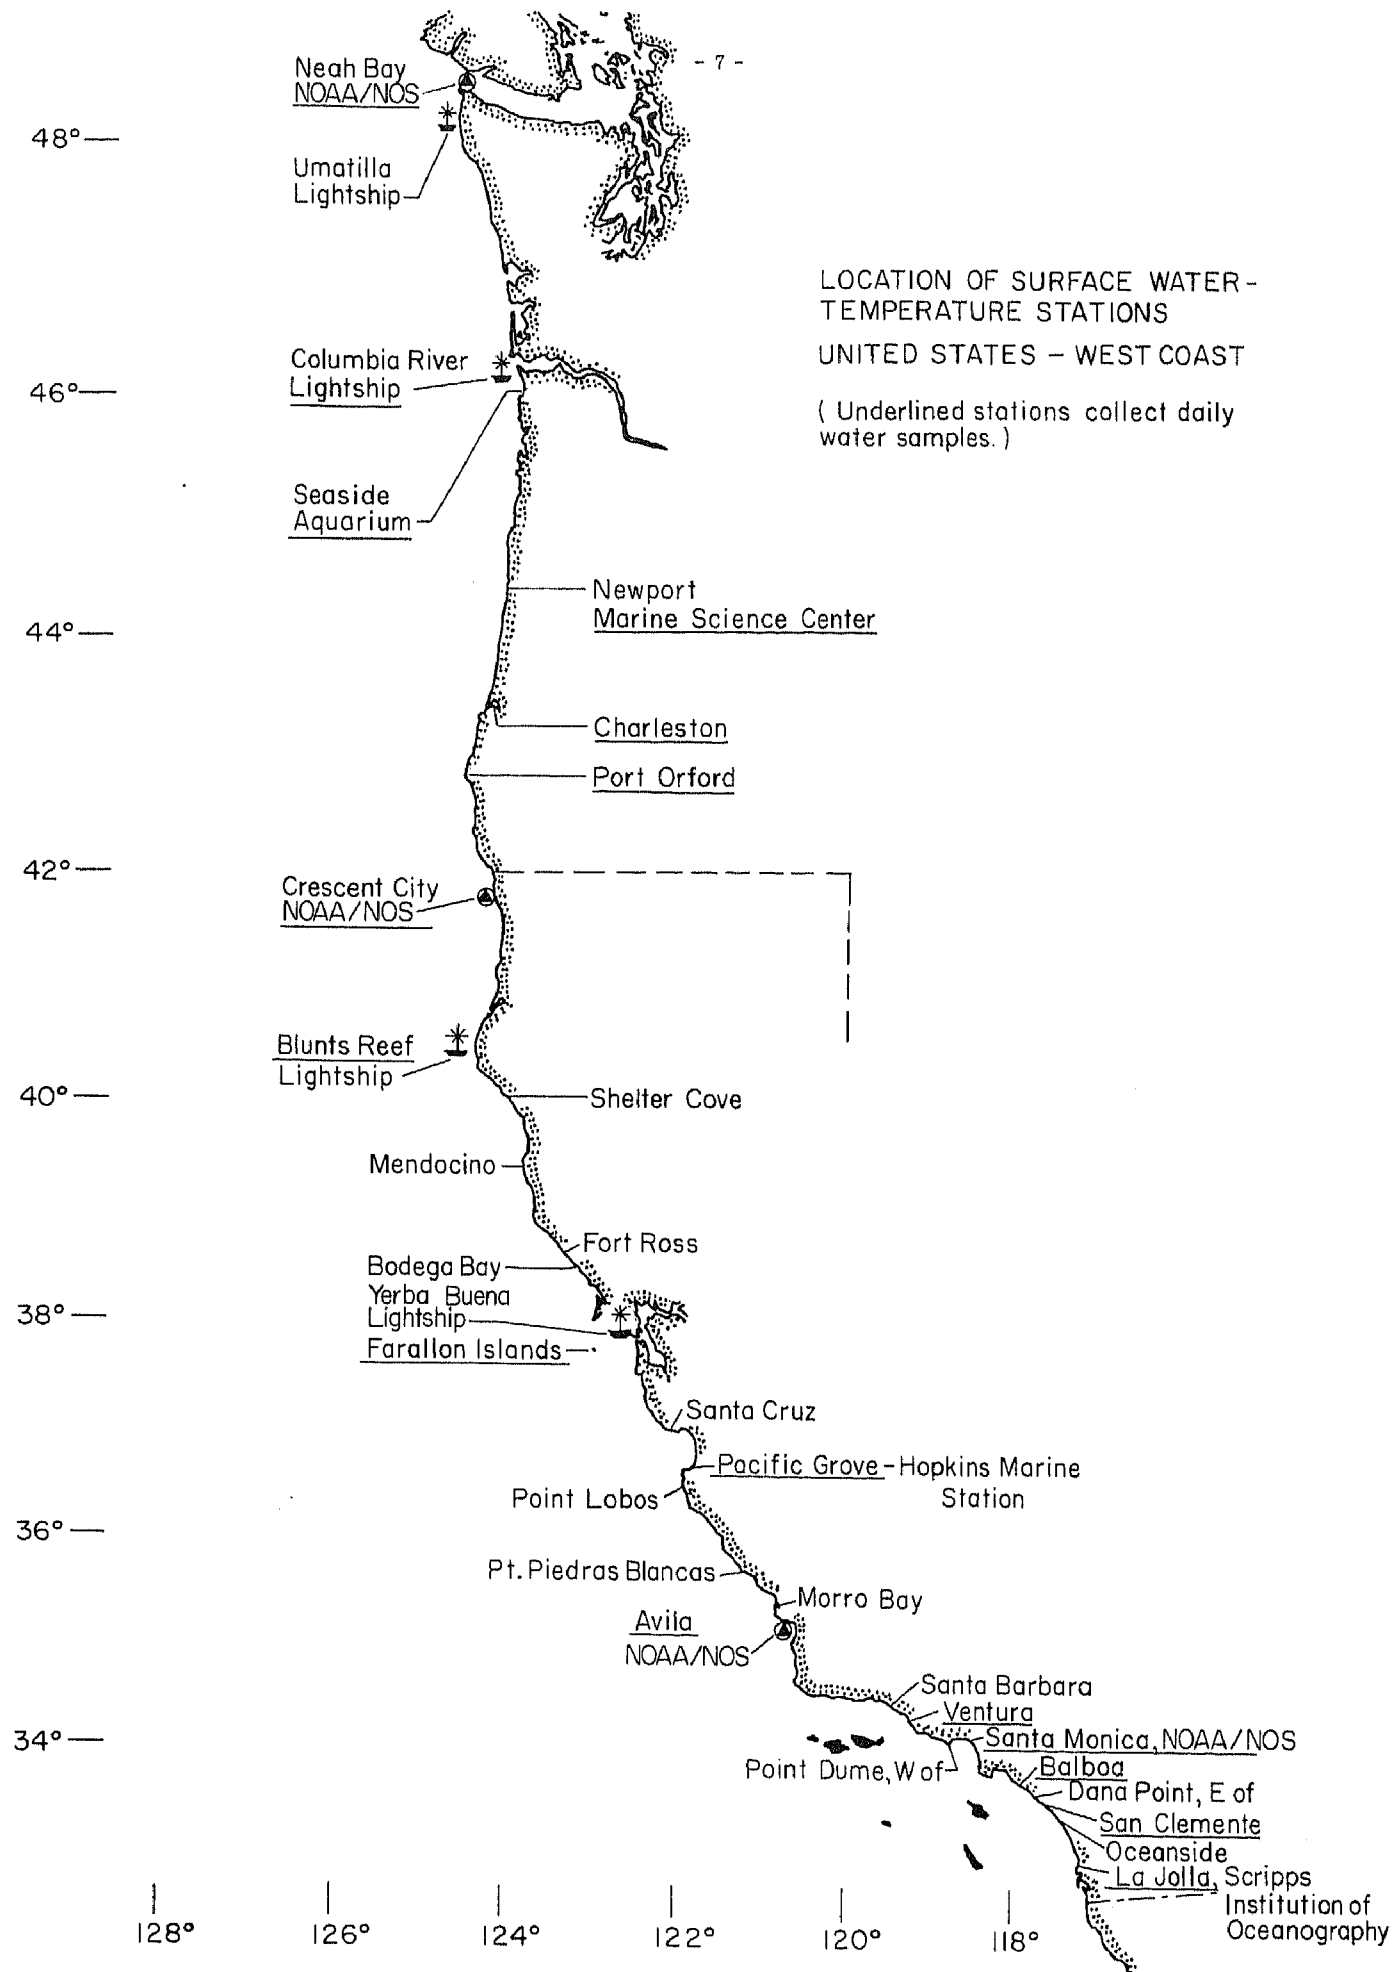 - 7 -
Neah Bay
NOAA/NOS
48°
Umatilla
Lightship
LOCATION OF SURFACE WATER-
TEMPERATURE STATIONS
UNITED STATES - WEST COAST
( Underlined stations collect daily
water samples. )
Columbia River
Lightship
46°
Seaside
Aquarium
Newport
Marine Science Center
44°
Charleston
Port Orford
42°
Crescent City
NOAA/NOS
Blunts Reef
Lightship
40°
Shelter Cove
Mendocino
Fort Ross
Bodega Bay
Yerba Buena
Lightship
38°
Farallon Islands
Santa Cruz
Pacific Grove - Hopkins Marine
Station
Point Lobos
36°
Pt. Piedras Blancas
Morro Bay
Avila
NOAA/NOS
Santa Barbara
Ventura
34°
Santa Monica, NOAA/NOS
Point Dume, W of
Balboa
Dana Point, E of
San Clemente
Oceanside
La Jolla, Scripps
Institution of
Oceanography
128° 126° 124° 122° 120° 118°